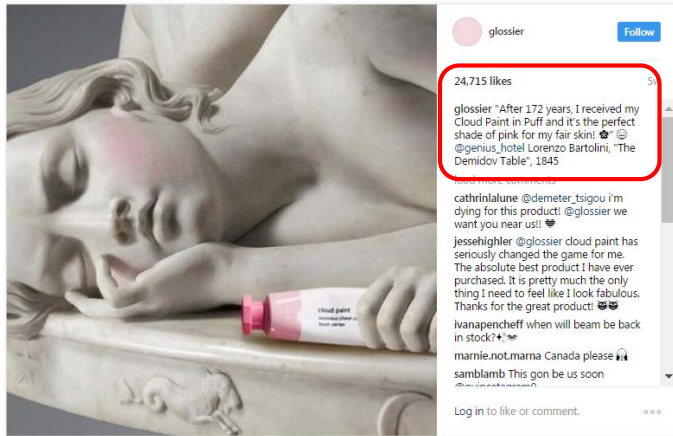 glossier
Follow
24,715 likes
glossier "After 172 years, I received my
Cloud Paint in Puff and it's the perfect
shade of pink for my fair skin!
@genius_hotel Lorenzo Bartolini, "The
Demidov Table", 1845
load more comments
cathrinlalune @demeter_tsigou i'm
dying for this product! @glossier we
want you near us!!
jessehighler @glossier cloud paint has
seriously changed the game for me.
The absolute best product I have ever
purchased. It is pretty much the only
thing I need to feel like I look fabulous.
Thanks for the great product!
ivanapencheff when will beam be back
in stock?
marnie.not.marna Canada please
samblamb This gon be us soon
Log in to like or comment.
cloud paint